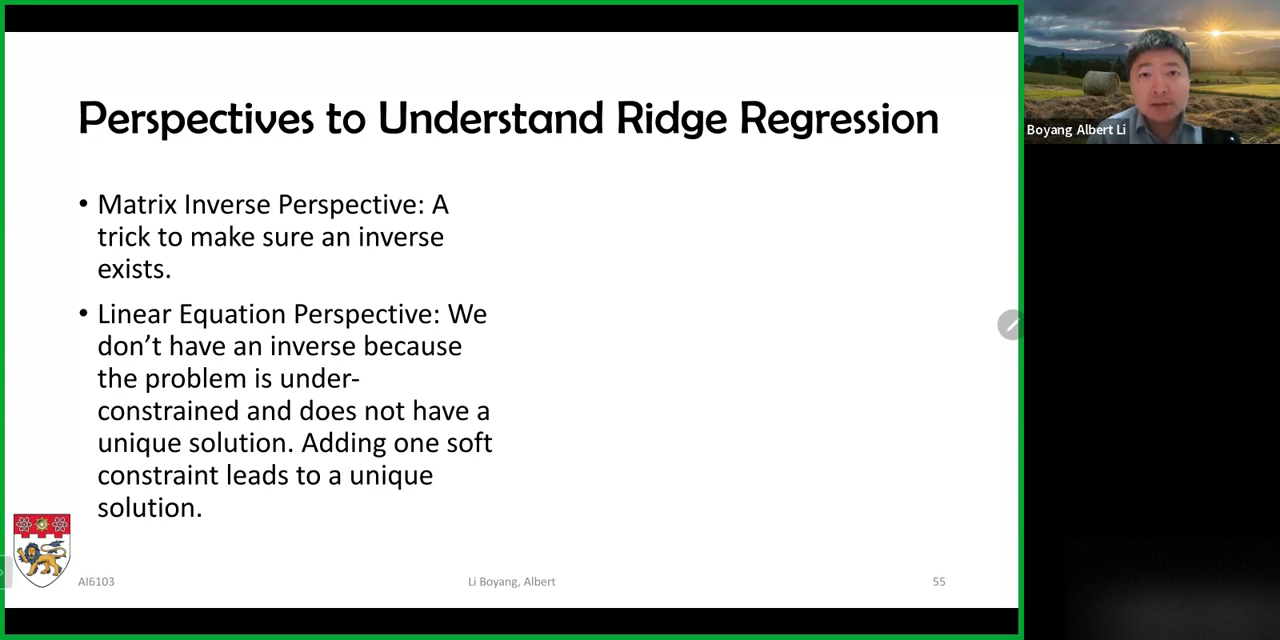 Perspectives to Understand Ridge Regression
• Matrix Inverse Perspective: A
trick to make sure an inverse
exists.
• Linear Equation Perspective: We
don’t have an inverse because
the problem is under-
constrained and does not have a
unique solution. Adding one soft
constraint leads to a unique
solution.
AI6103
Li Boyang, Albert
55
Boyang Albert Li